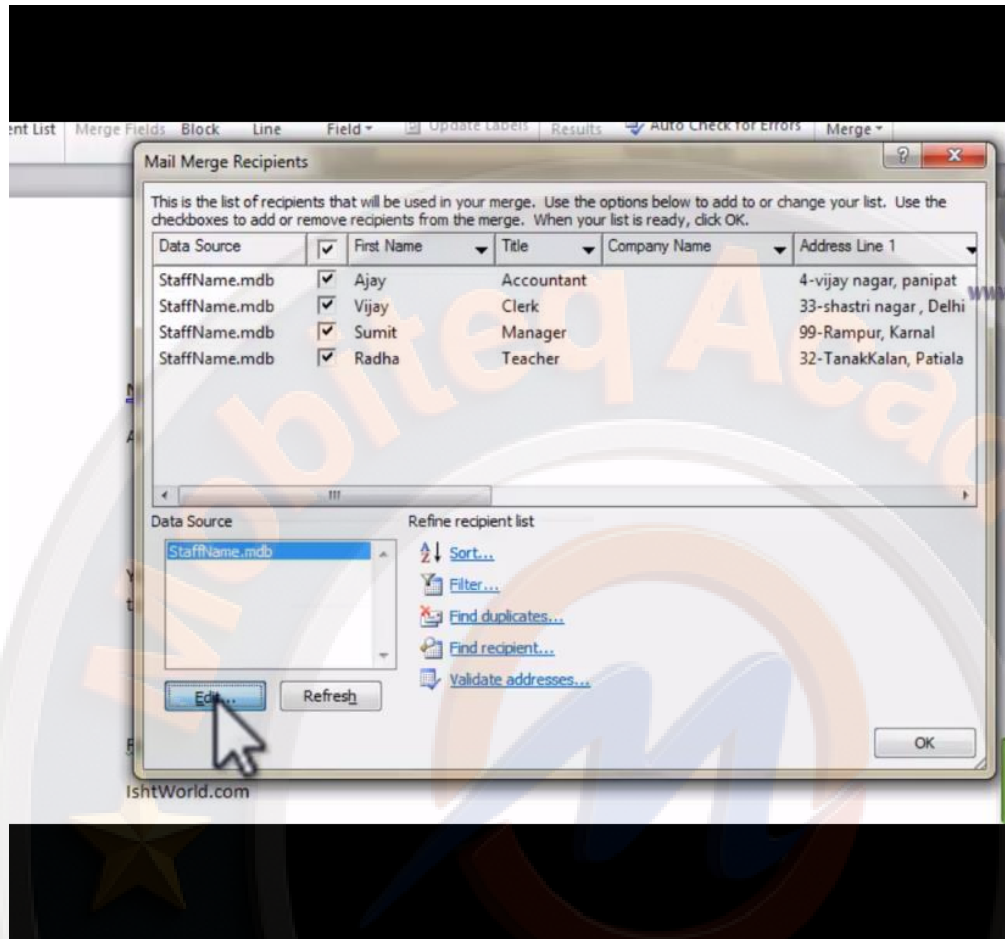 ent List Merge Fields Block Line Field Update Labels Results Auto Check for Errors Merge
Mail Merge Recipients
This is the list of recipients that will be used in your merge. Use the options below to add to or change your list. Use the
checkboxes to add or remove recipients from the merge. When your list is ready, click OK.
Data Source First Name Title Company Name Address Line 1
StaffName.mdb Ajay Accountant 4-vijay nagar, panipat
StaffName.mdb Vijay Clerk 33-shastri nagar , Delhi
www
StaffName.mdb Sumit Manager 99-Rampur, Karnal
StaffName.mdb Radha Teacher 32-TanakKalan, Patiala
Data Source Refine recipient list
StaffName.mdb
Sort...
Filter...
Find duplicates...
Find recipient...
Validate addresses...
Edit... Refresh
OK
IshtWorld.com
Mobiteq Acad